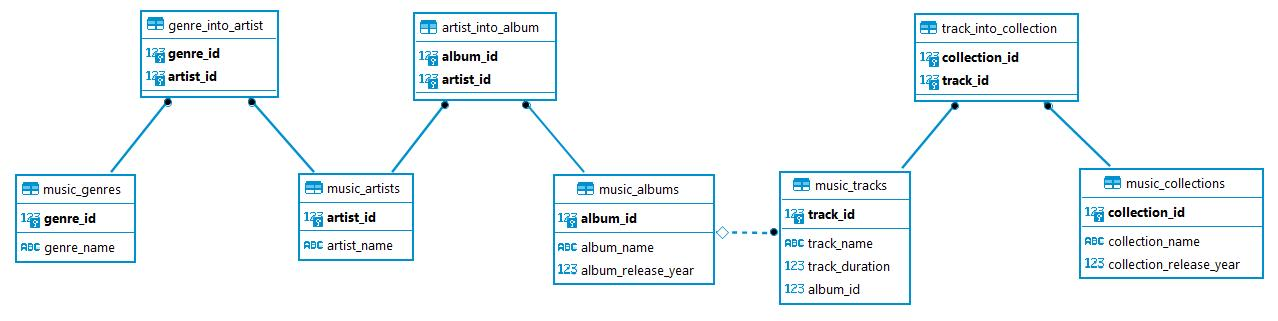 genre_into_artist
123 genre_id
123 artist_id
artist_into_album
123 album_id
123 artist_id
track_into_collection
123 collection_id
123 track_id
music_genres
123 genre_id
ABC genre_name
music_artists
123 artist_id
ABC artist_name
music_albums
123 album_id
ABC album_name
123 album_release_year
music_tracks
123 track_id
ABC track_name
123 track_duration
123 album_id
music_collections
123 collection_id
ABC collection_name
123 collection_release_year